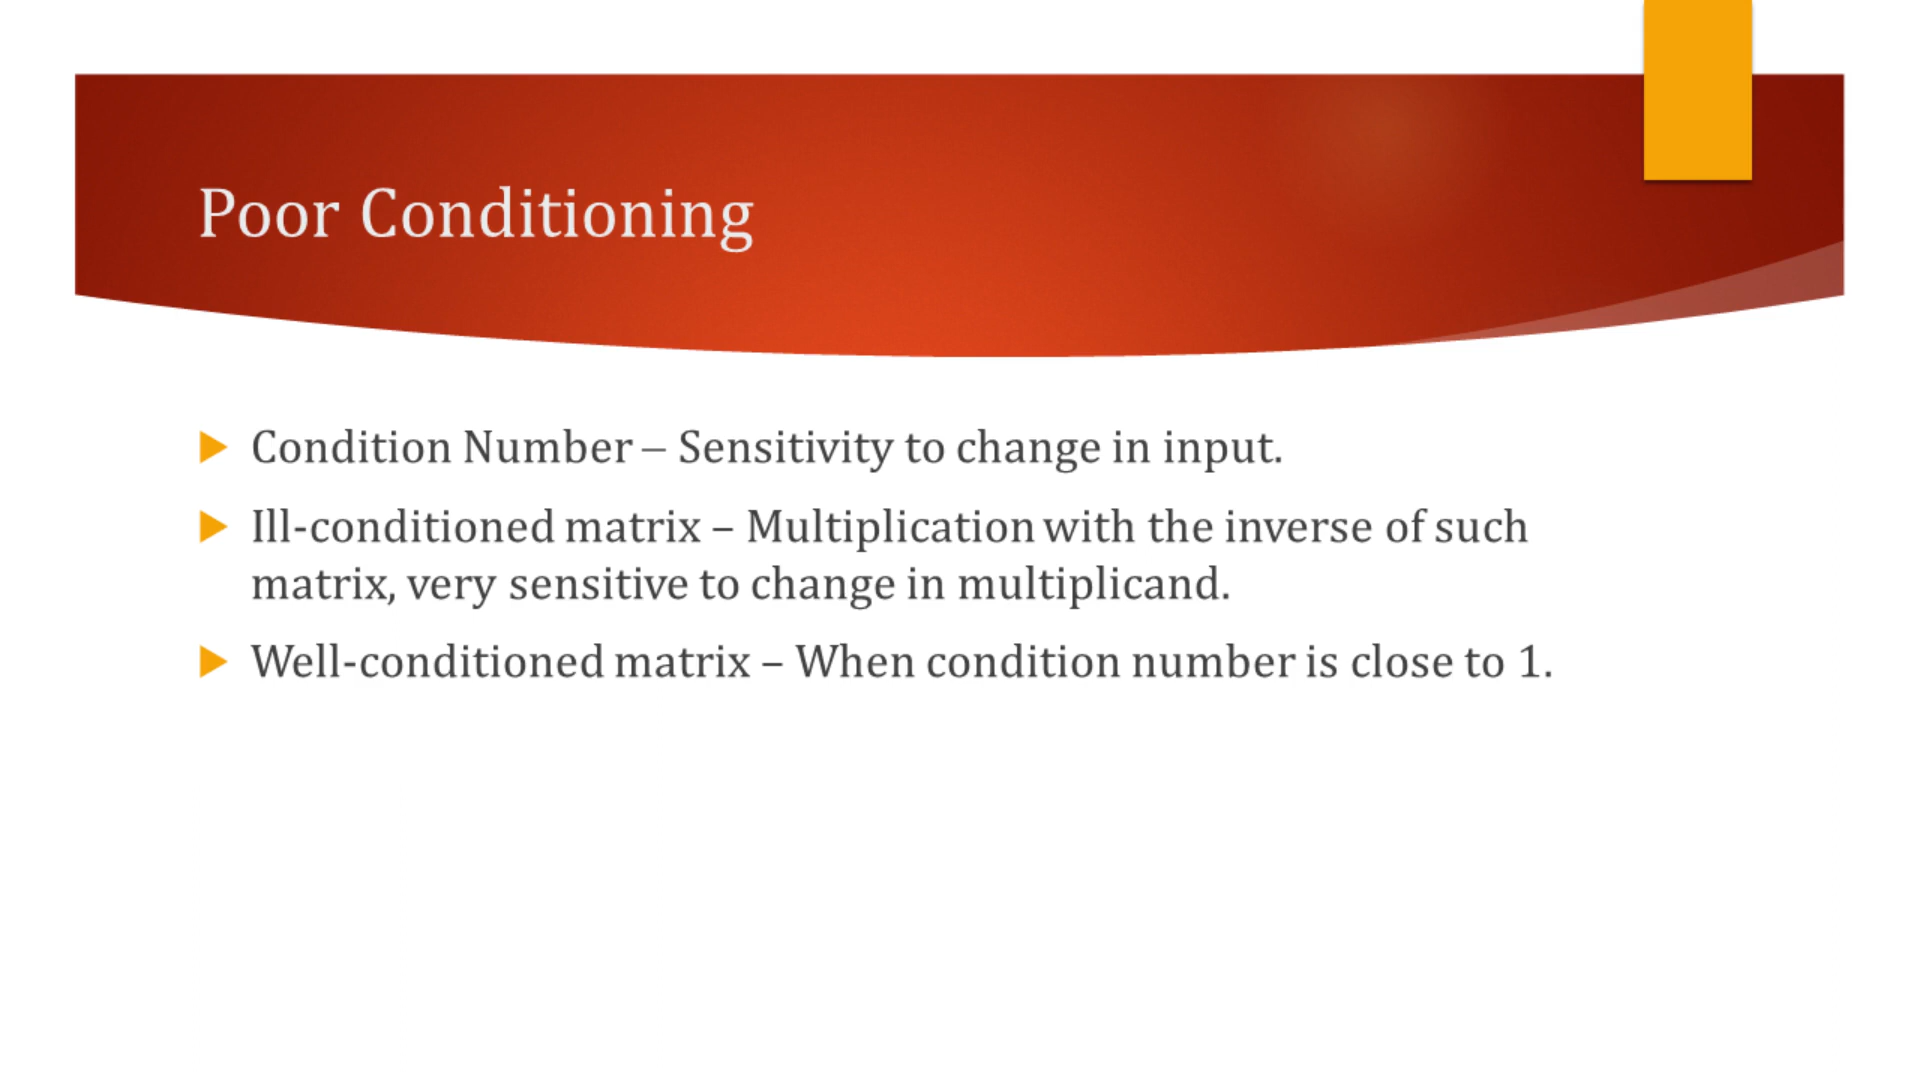 Poor Conditioning
Condition Number – Sensitivity to change in input.
Ill-conditioned matrix – Multiplication with the inverse of such
matrix, very sensitive to change in multiplicand.
Well-conditioned matrix – When condition number is close to 1.